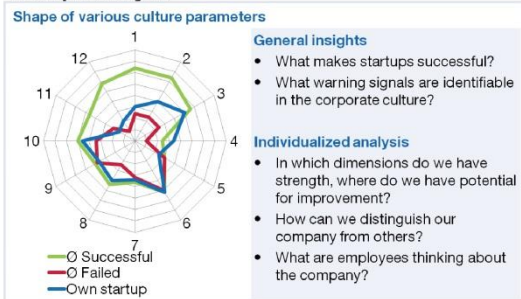 Shape of various culture parameters
1
2
3
4
5
6
7
8
9
10
11
12
Ø Successful
Ø Failed
Own startup
General insights
• What makes startups successful?
• What warning signals are identifiable
in the corporate culture?
Individualized analysis
• In which dimensions do we have
strength, where do we have potential
for improvement?
• How can we distinguish our
company from others?
• What are employees thinking about
the company?